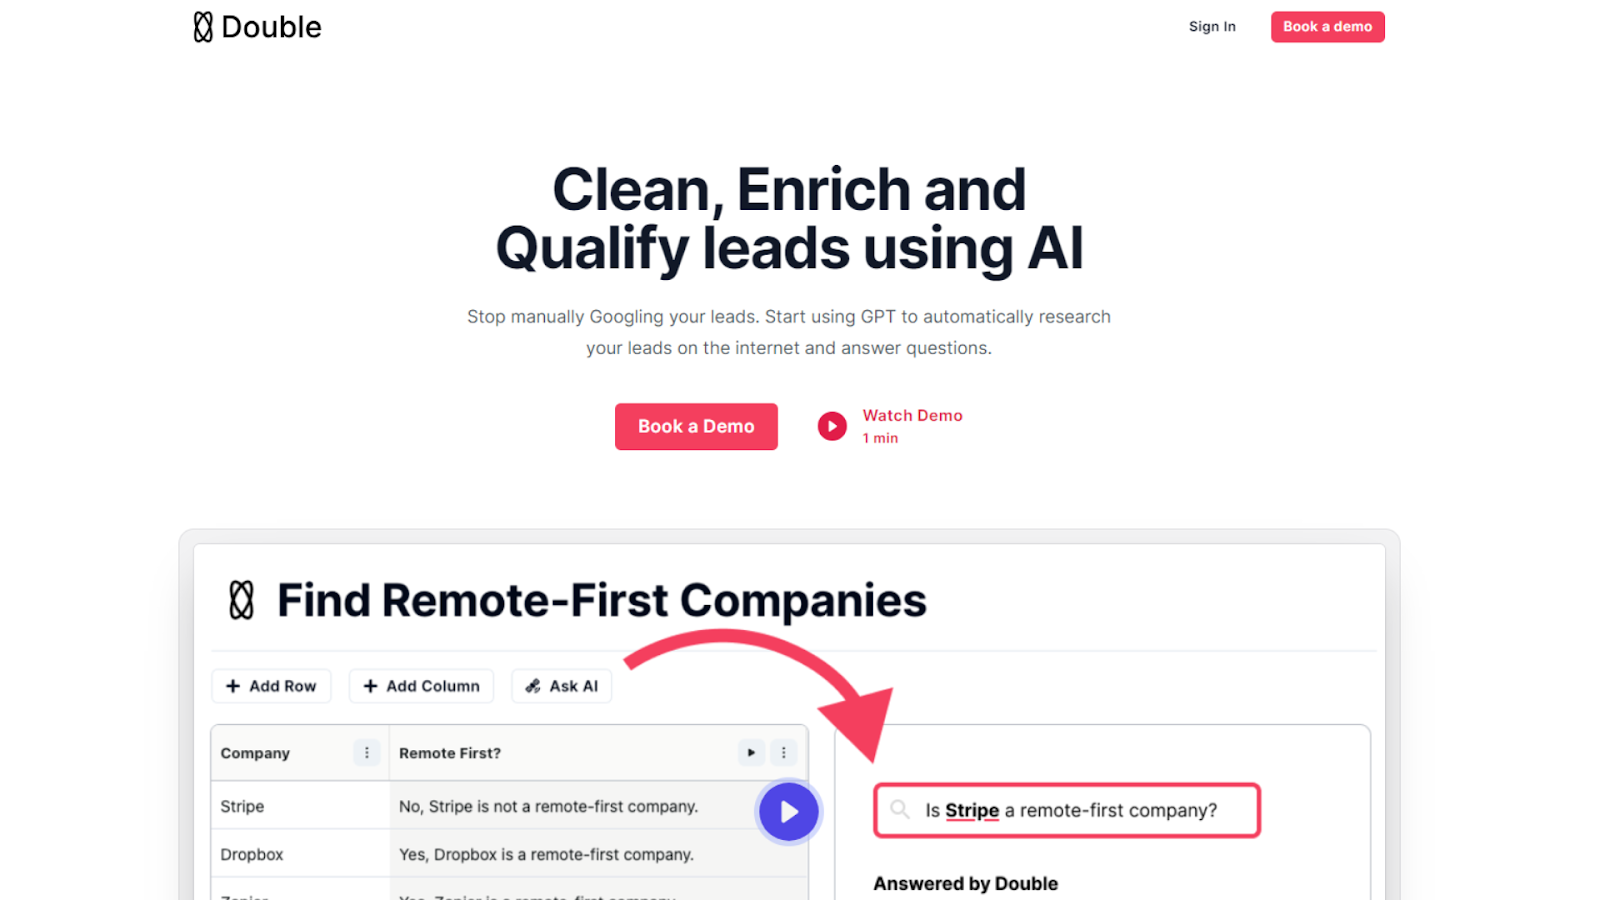 Double
Sign In
Book a demo
Clean, Enrich and
Qualify leads using AI
Stop manually Googling your leads. Start using GPT to automatically research
your leads on the internet and answer questions.
Book a Demo
Watch Demo
1 min
Find Remote-First Companies
Add Row
Add Column
Ask AI
Company
Remote First?
Stripe
No, Stripe is not a remote-first company.
Dropbox
Yes, Dropbox is a remote-first company.
Is Stripe a remote-first company?
Answered by Double